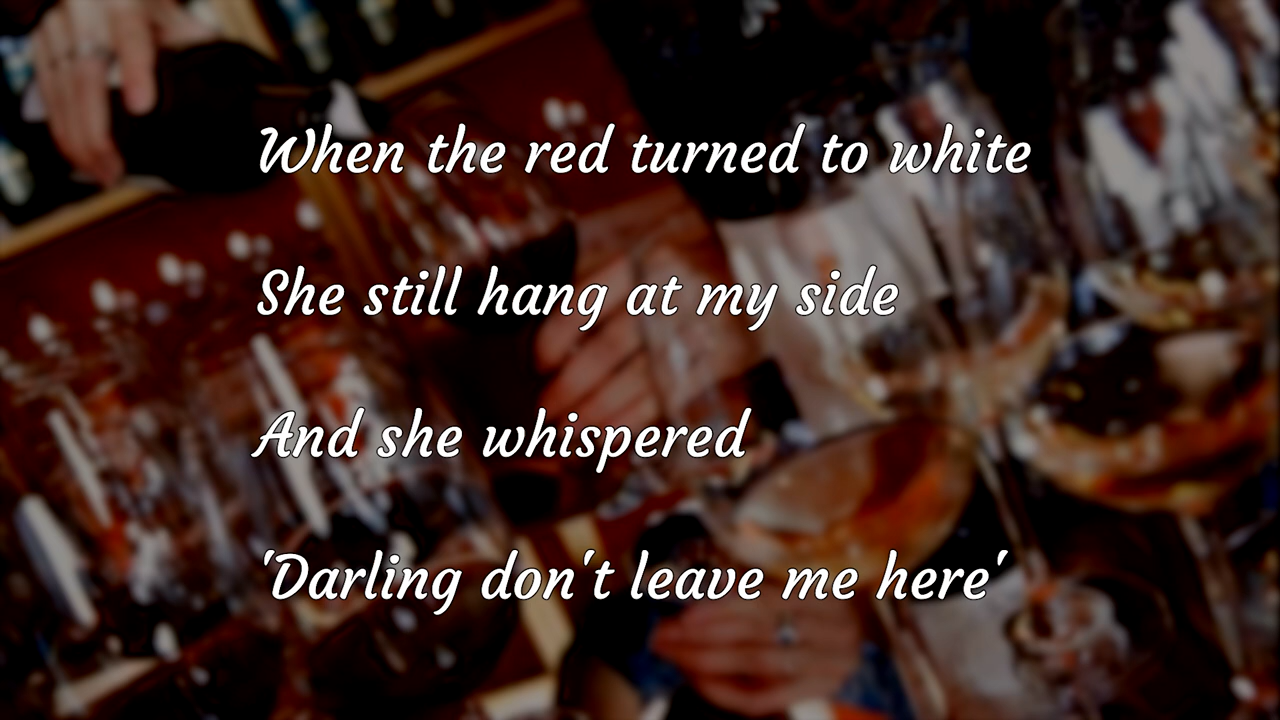 When the red turned to white
She still hang at my side
And she whispered
'Darling don't leave me here'